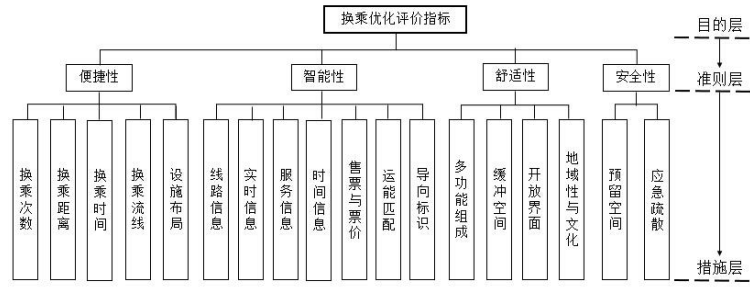 换乘优化评价指标
目的层
便捷性
智能性
舒适性
安全性
准则层
换乘次数
换乘距离
换乘时间
换乘流线
设施布局
线路信息
实时信息
服务信息
时间信息
售票与票价
运能匹配
导向标识
多功能组成
缓冲空间
开放界面
地域性与文化
预留空间
应急疏散
措施层